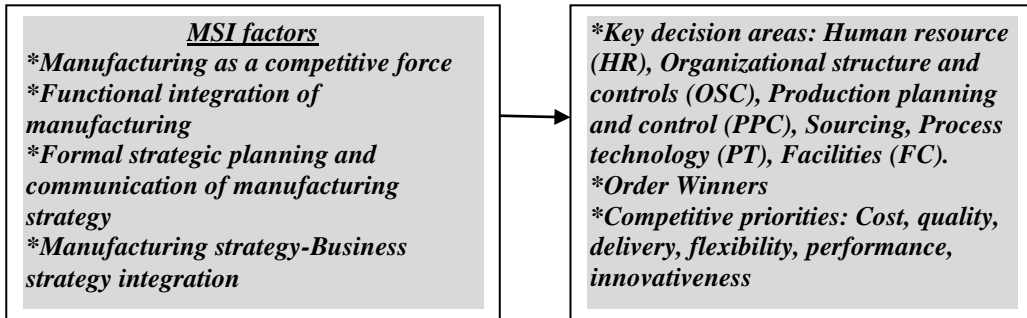 MSI factors
*Manufacturing as a competitive force
*Functional integration of
manufacturing
*Formal strategic planning and
communication of manufacturing
strategy
*Manufacturing strategy-Business
strategy integration
*Key decision areas: Human resource
(HR), Organizational structure and
controls (OSC), Production planning
and control (PPC), Sourcing, Process
technology (PT), Facilities (FC).
*Order Winners
*Competitive priorities: Cost, quality,
delivery, flexibility, performance,
innovativeness